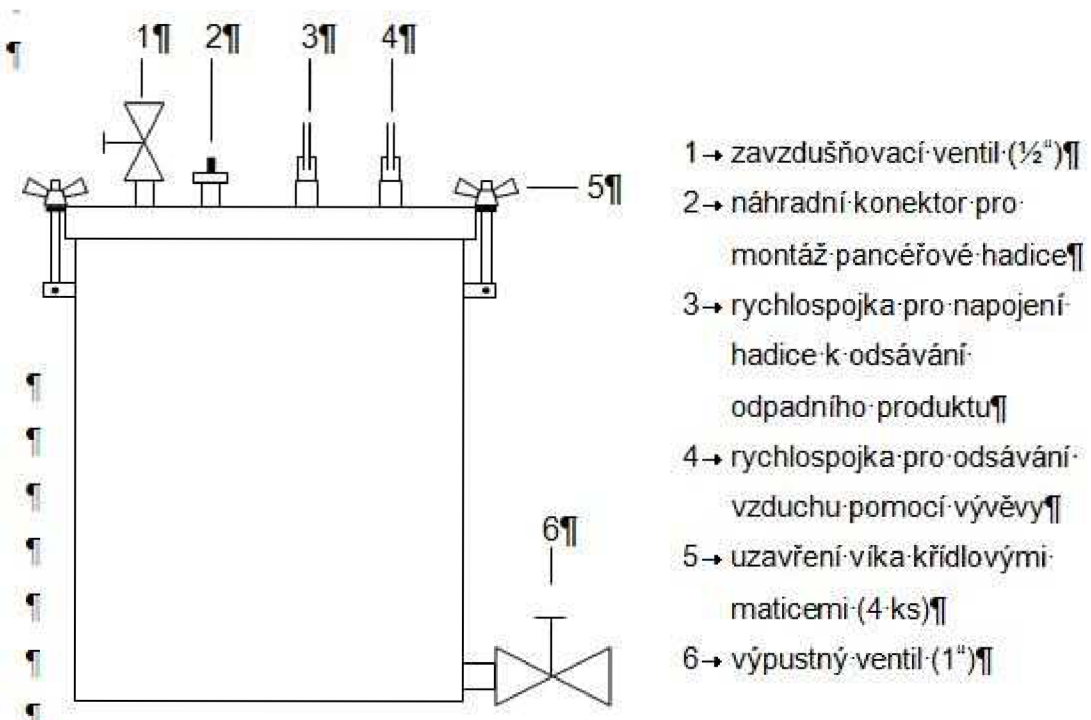 1¶ 2¶ 3¶ 4¶
¶
5¶
¶
¶
¶
¶
6¶
¶
¶
¶
1→ zavzdušňovací·ventil·(½“)¶
2→ náhradní·konektor·pro·
montáž·pancéřové·hadice¶
3→ rychlospojka·pro·napojení·
hadice·k·odsávání·
odpadního·produktu¶
4→ rychlospojka·pro·odsávání·
vzduchu·pomocí·vývěvy¶
5→ uzavření·víka·křídlovými·
maticemi·(4·ks)¶
6→ výpustný·ventil·(1“)¶